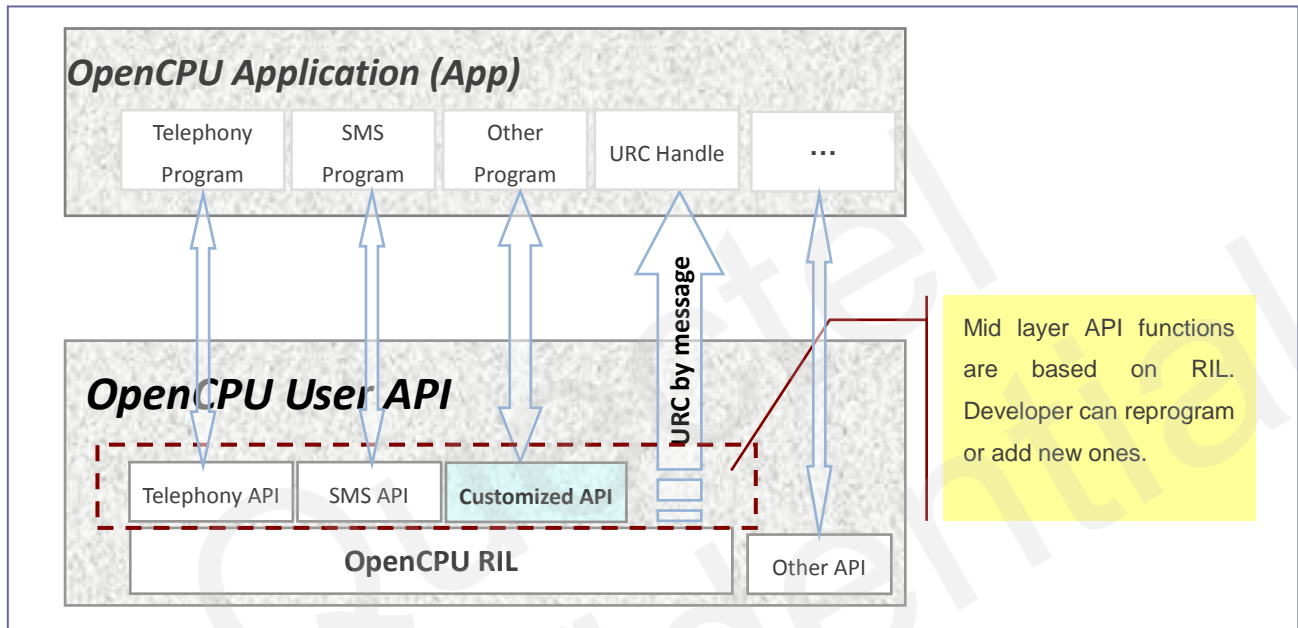 OpenCPU Application (App)
Telephony
Program
SMS
Program
Other
Program
URC Handle
...
URC by message
Mid layer API functions
are based on RIL.
Developer can reprogram
or add new ones.
OpenCPU User API
Telephony API
SMS API
Customized API
OpenCPU RIL
Other API